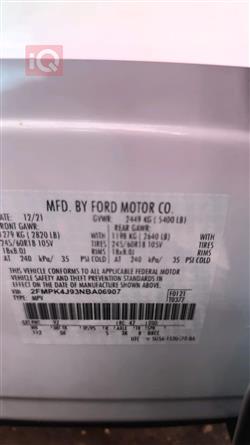 iQ
MFD. BY FORD MOTOR CO.
DATE: 12/21 GVWR: 2449 KG ( 5400 LB)
FRONT GAWR: REAR GAWR:
1279 KG ( 2820 LB) 1198 KG ( 2640 LB)
245/60R18 105V TIRES 245/60R18 105V TIRES
18x8.0J RIMS 18x8.0J RIMS
AT 240 kPa/ 35 PSI COLD AT 240 kPa/ 35 PSI COLD
THIS VEHICLE CONFORMS TO ALL APPLICABLE FEDERAL MOTOR
VEHICLE SAFETY AND THEFT PREVENTION STANDARDS IN
EFFECT ON THE DATE OF MANUFACTURE SHOWN ABOVE.
VIN: 2FMPK4J93NBA06907 F0121
TYPE: MPV T0377